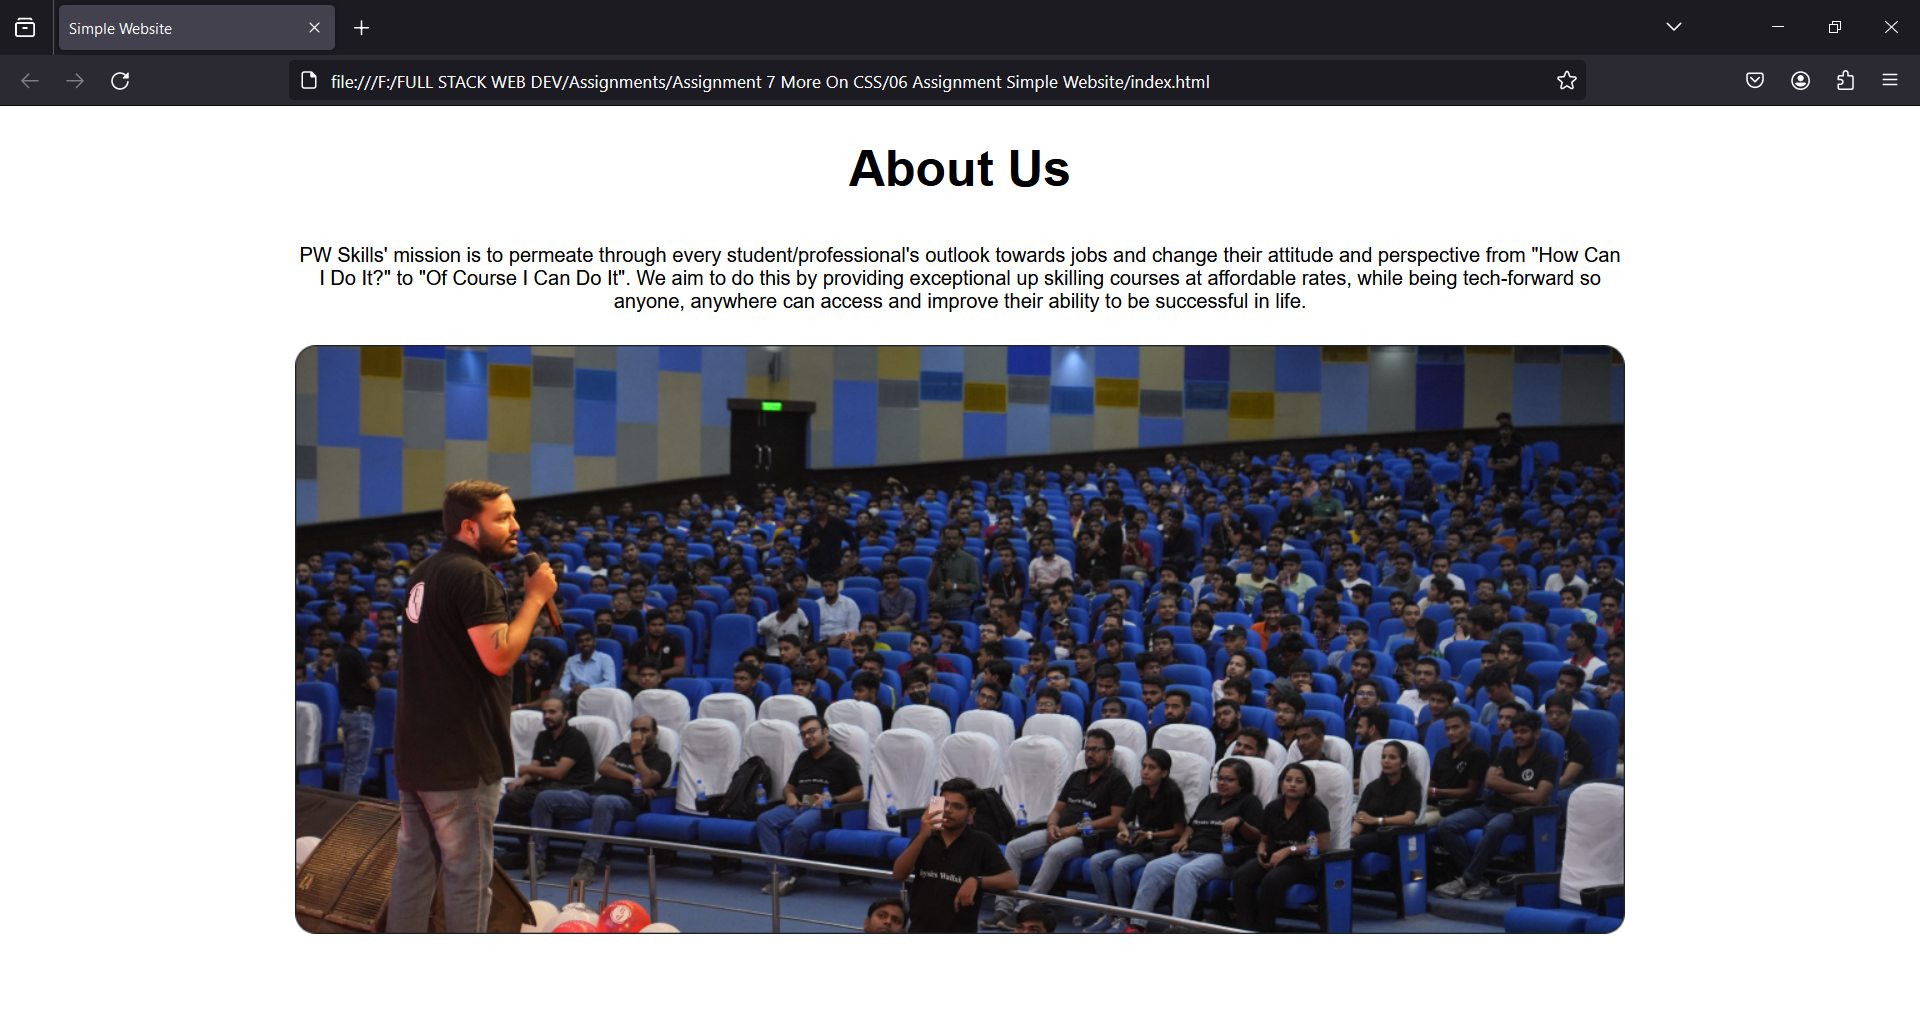 Simple Website
file:///F:/FULL STACK WEB DEV/Assignments/Assignment 7 More On CSS/06 Assignment Simple Website/index.html
About Us
PW Skills' mission is to permeate through every student/professional's outlook towards jobs and change their attitude and perspective from "How Can
I Do It?" to "Of Course I Can Do It". We aim to do this by providing exceptional up skilling courses at affordable rates, while being tech-forward so
anyone, anywhere can access and improve their ability to be successful in life.
Physics Wallah